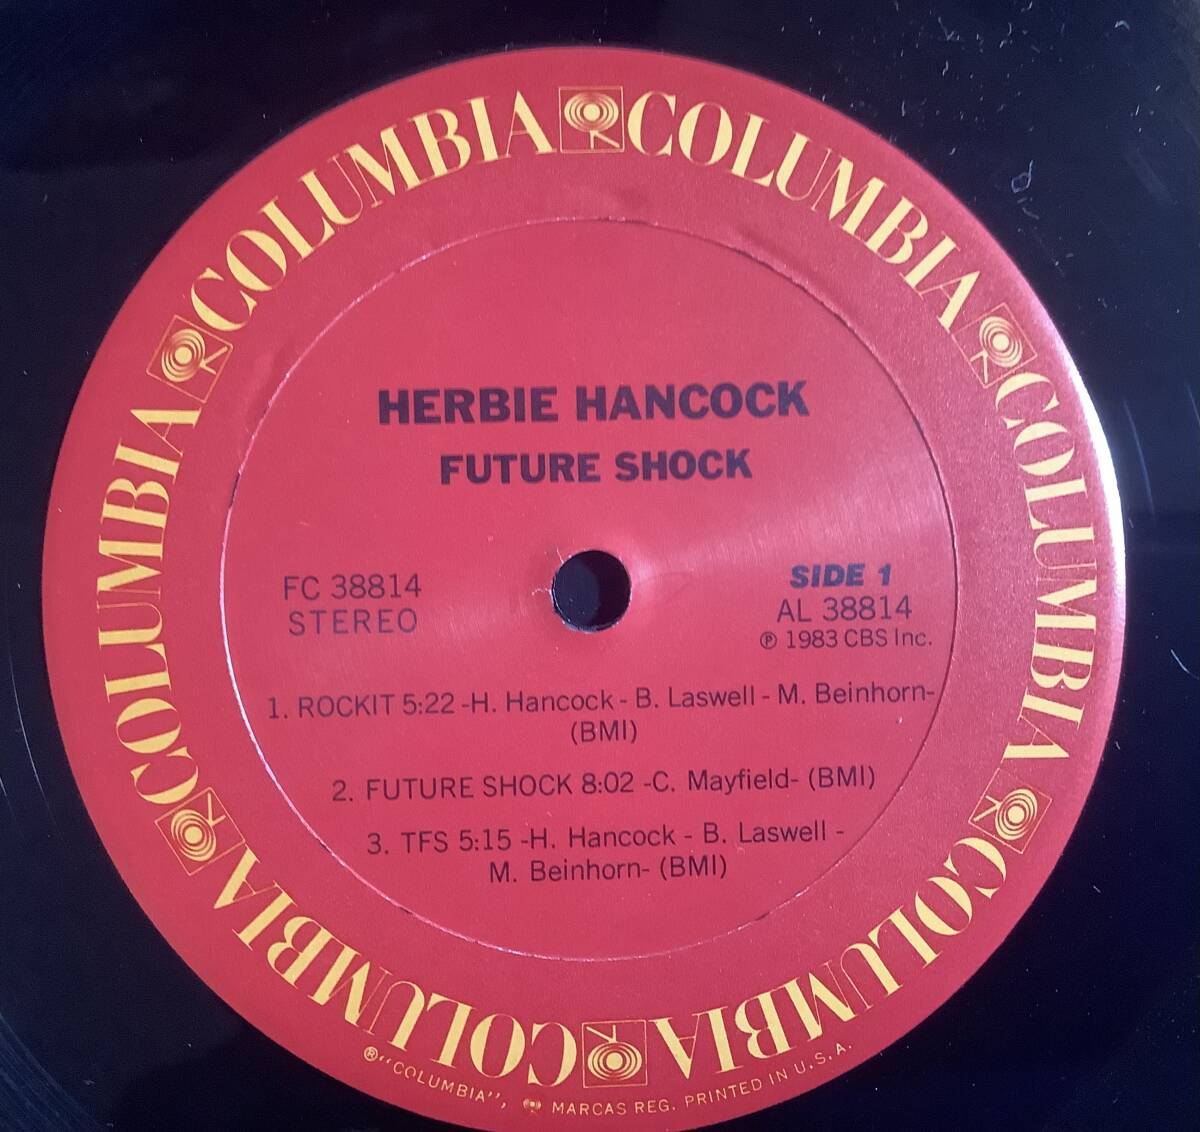 COLUMBIA COLUMBIA COLUMBIA COLUMBIA COLUMBIA COLUMBIA
HERBIE HANCOCK
FUTURE SHOCK
FC 38814
STEREO
SIDE 1
AL 38814
℗ 1983 CBS Inc.
1. ROCKIT 5:22 -H. Hancock - B. Laswell - M. Beinhorn-
(BMI)
2. FUTURE SHOCK 8:02 -C. Mayfield- (BMI)
3. TFS 5:15 -H. Hancock - B. Laswell -
M. Beinhorn- (BMI)
®"COLUMBIA", MARCAS REG. PRINTED IN U.S.A.